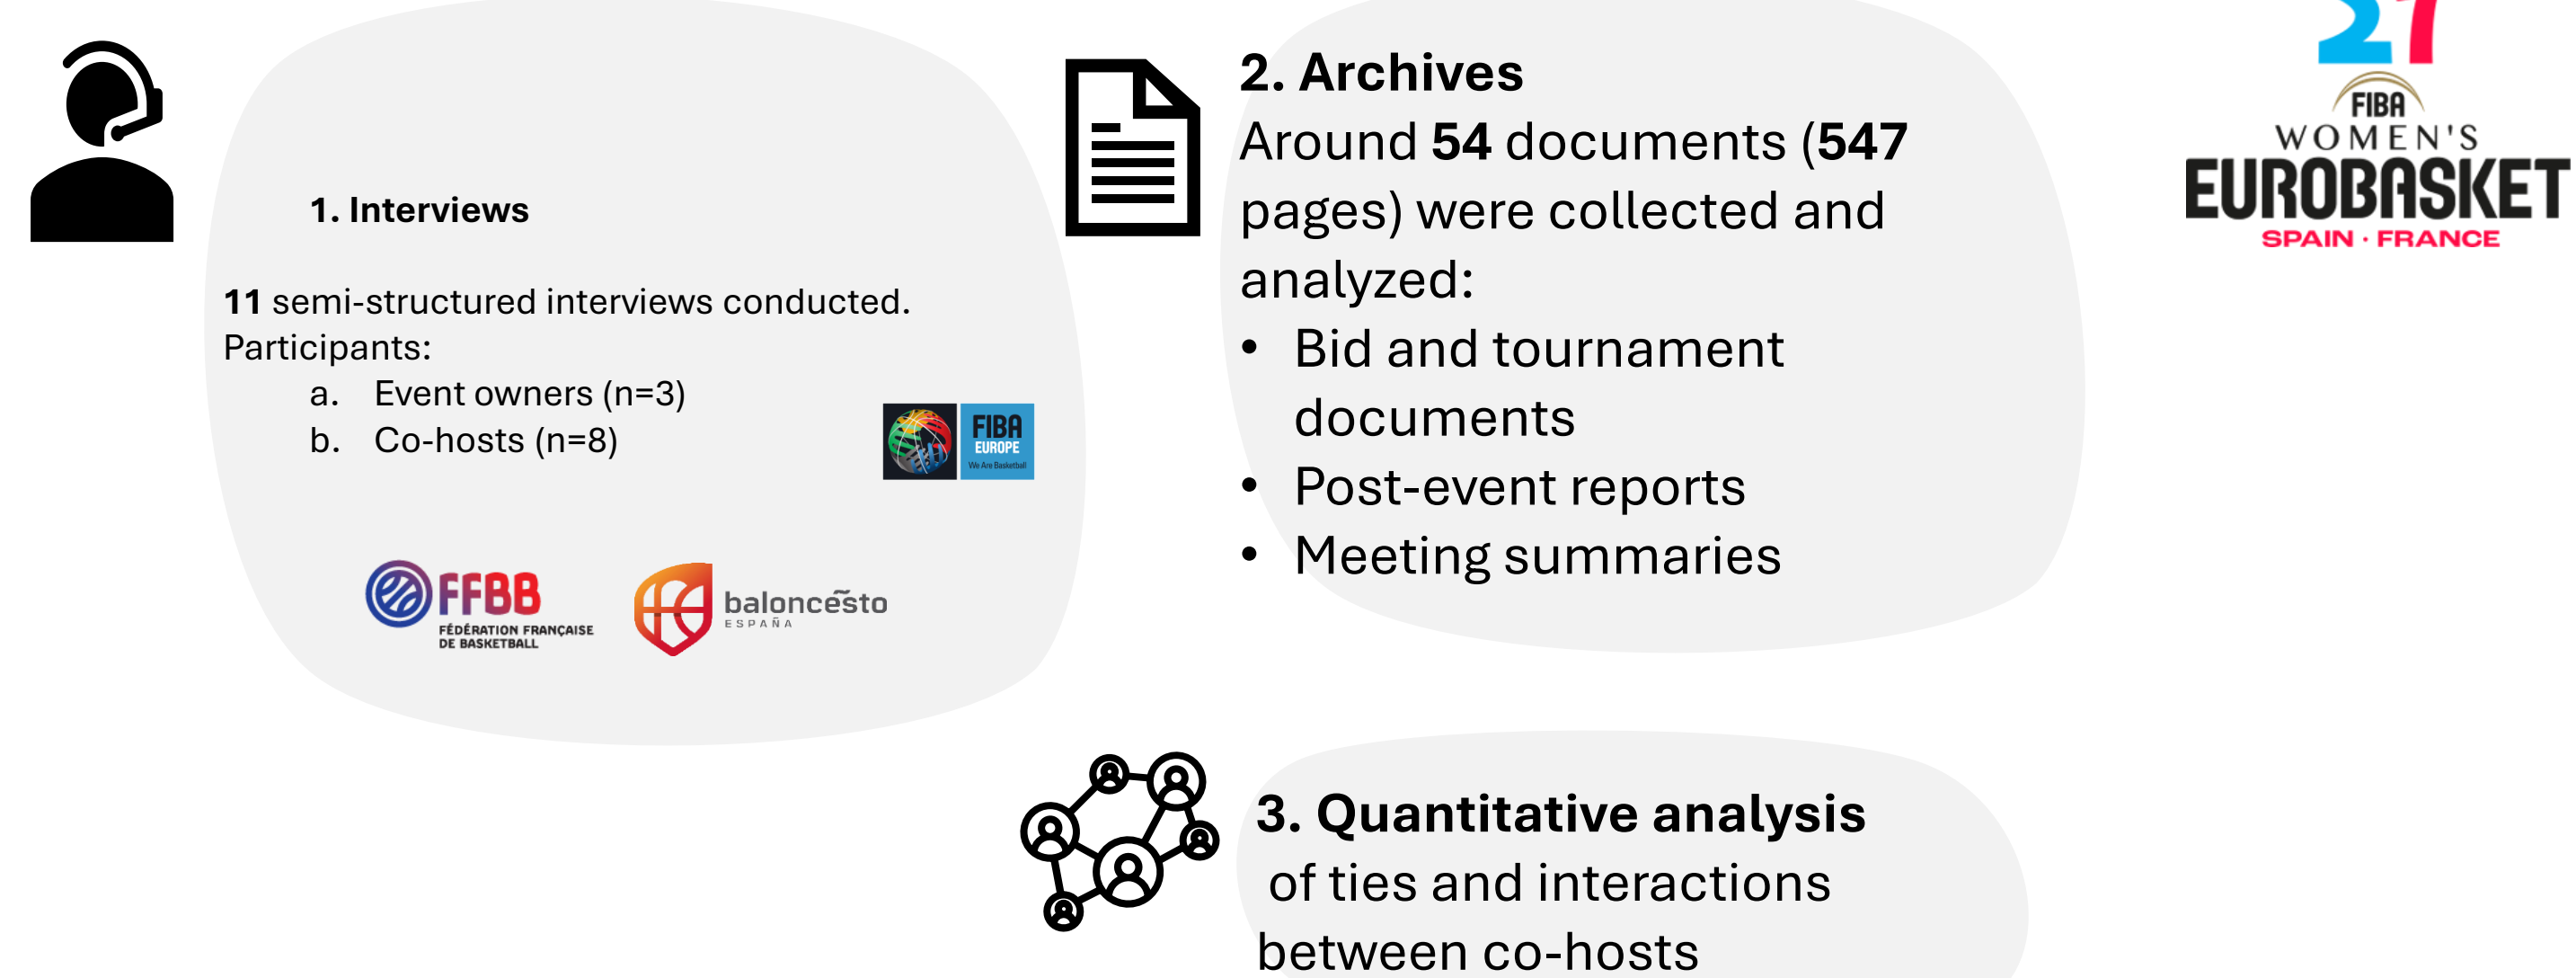 1. Interviews
11 semi-structured interviews conducted.
Participants:
a. Event owners (n=3)
b. Co-hosts (n=8)
FIBA
EUROPE
We Are Basketball
FFBB
FÉDÉRATION FRANÇAISE
DE BASKETBALL
baloncesto
ESPAÑA
2. Archives
Around 54 documents (547
pages) were collected and
analyzed:
• Bid and tournament
documents
• Post-event reports
• Meeting summaries
3. Quantitative analysis
of ties and interactions
between co-hosts
21
FIBA
WOMEN'S
EUROBASKET
SPAIN · FRANCE